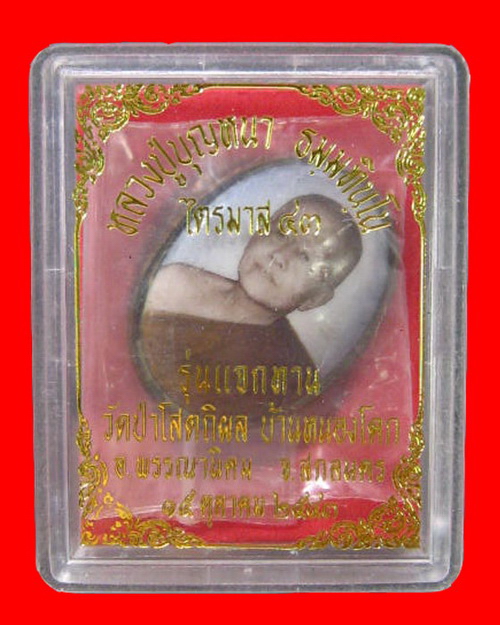 หลวงปู่บุญหนา ธมฺมทินฺโน
ไตรมาส ๔๓
รุ่นแจกทาน
วัดป่าโสตถิผล บ้านหนองโดก
อ.พรรณานิคม จ.สกลนคร
๑๔ ตุลาคม ๒๕๔๓